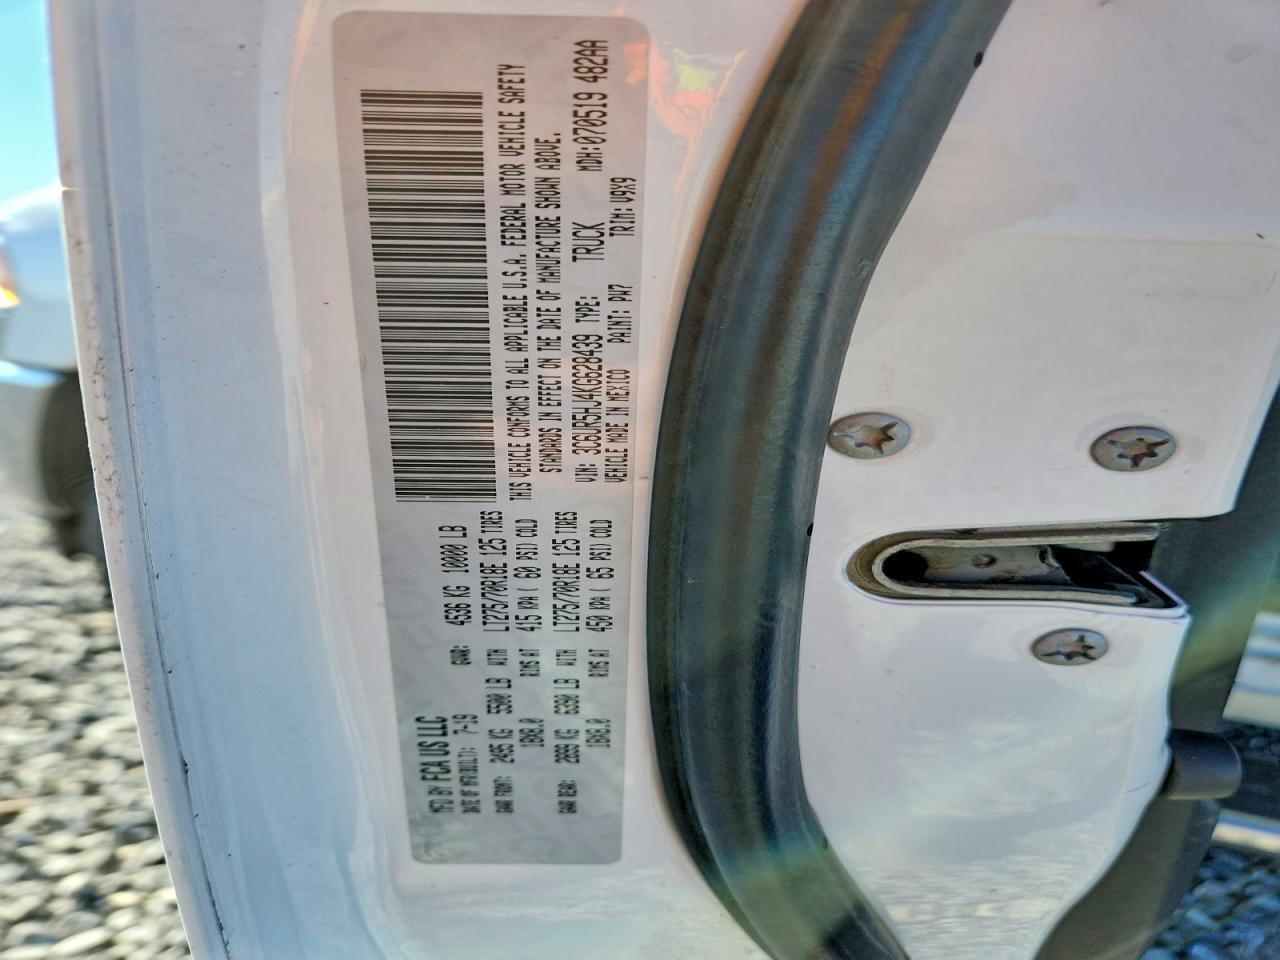 MFD BY FCA US LLC
DATE OF MFR(BUILT): 7-19 GVWR: 4536 KG 10000 LB
GAWR FRONT: 2495 KG 5500 LB WITH LT275/70R18E 125 TIRES
18X8.0 RIMS AT 415 KPA ( 60 PSI) COLD
GAWR REAR: 2899 KG 6390 LB WITH LT275/70R18E 125 TIRES
18X8.0 RIMS AT 450 KPA ( 65 PSI) COLD
THIS VEHICLE CONFORMS TO ALL APPLICABLE U.S.A. FEDERAL MOTOR VEHICLE SAFETY
STANDARDS IN EFFECT ON THE DATE OF MANUFACTURE SHOWN ABOVE.
VIN: 3C6JR5HJ4KG628439 TYPE: TRUCK MDH:070519 482AA
VEHICLE MADE IN MEXICO PAINT: PW7 TRIM: V9X9